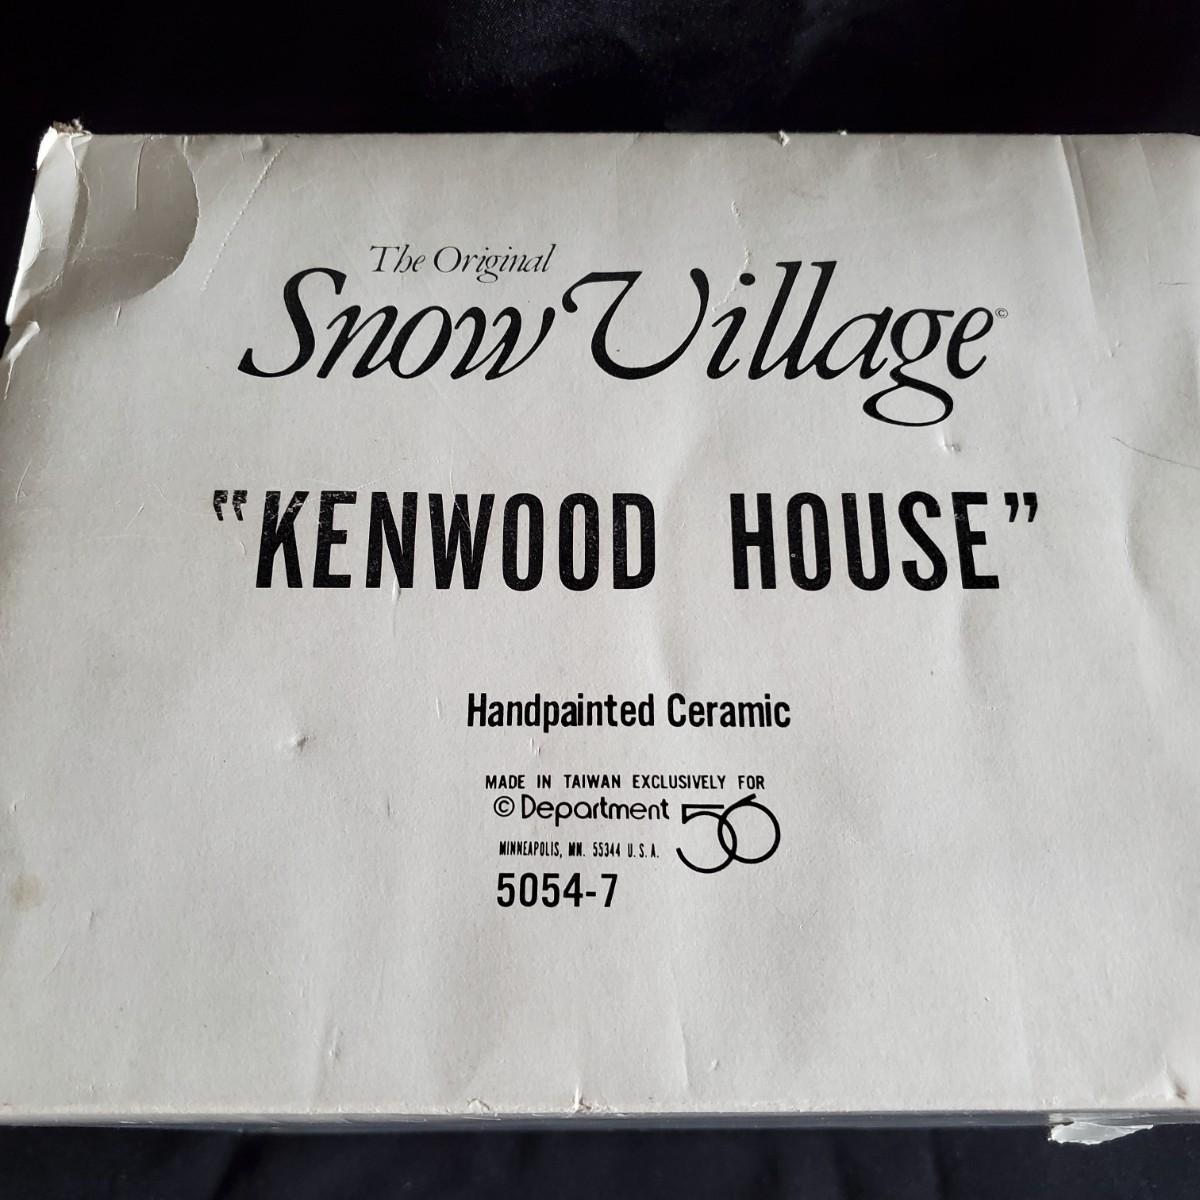 The Original
Snow Village©
“KENWOOD HOUSE”
Handpainted Ceramic
MADE IN TAIWAN EXCLUSIVELY FOR
© Department 56
MINNEAPOLIS, MN. 55344 U.S.A.
5054-7